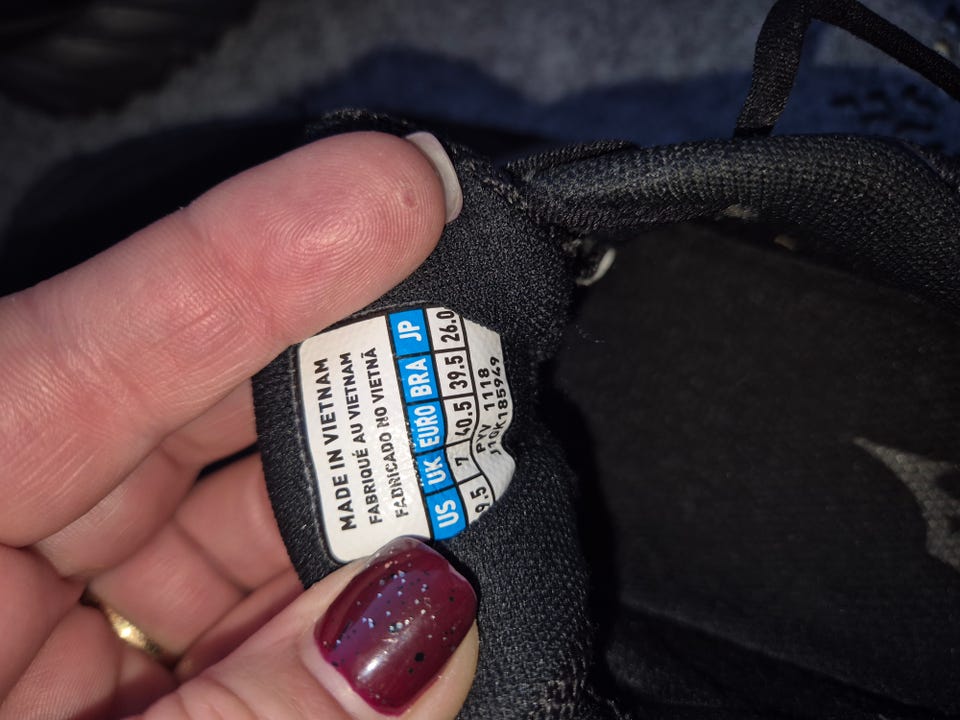 MADE IN VIETNAM
FABRIQUÉ AU VIETNAM
FABRICADO NO VIETNÃ
US UK EURO BRA JP
9.5 7 40.5 39.5 26.0
PYV 1118
J1GK185949